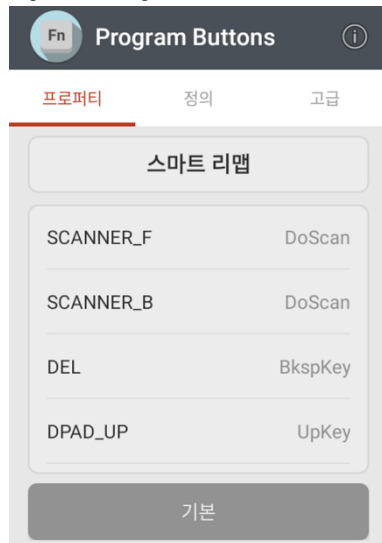 Fn Program Buttons
프로퍼티 정의 고급
스마트 리맵
SCANNER_F DoScan
SCANNER_B DoScan
DEL BkspKey
DPAD_UP UpKey
기본